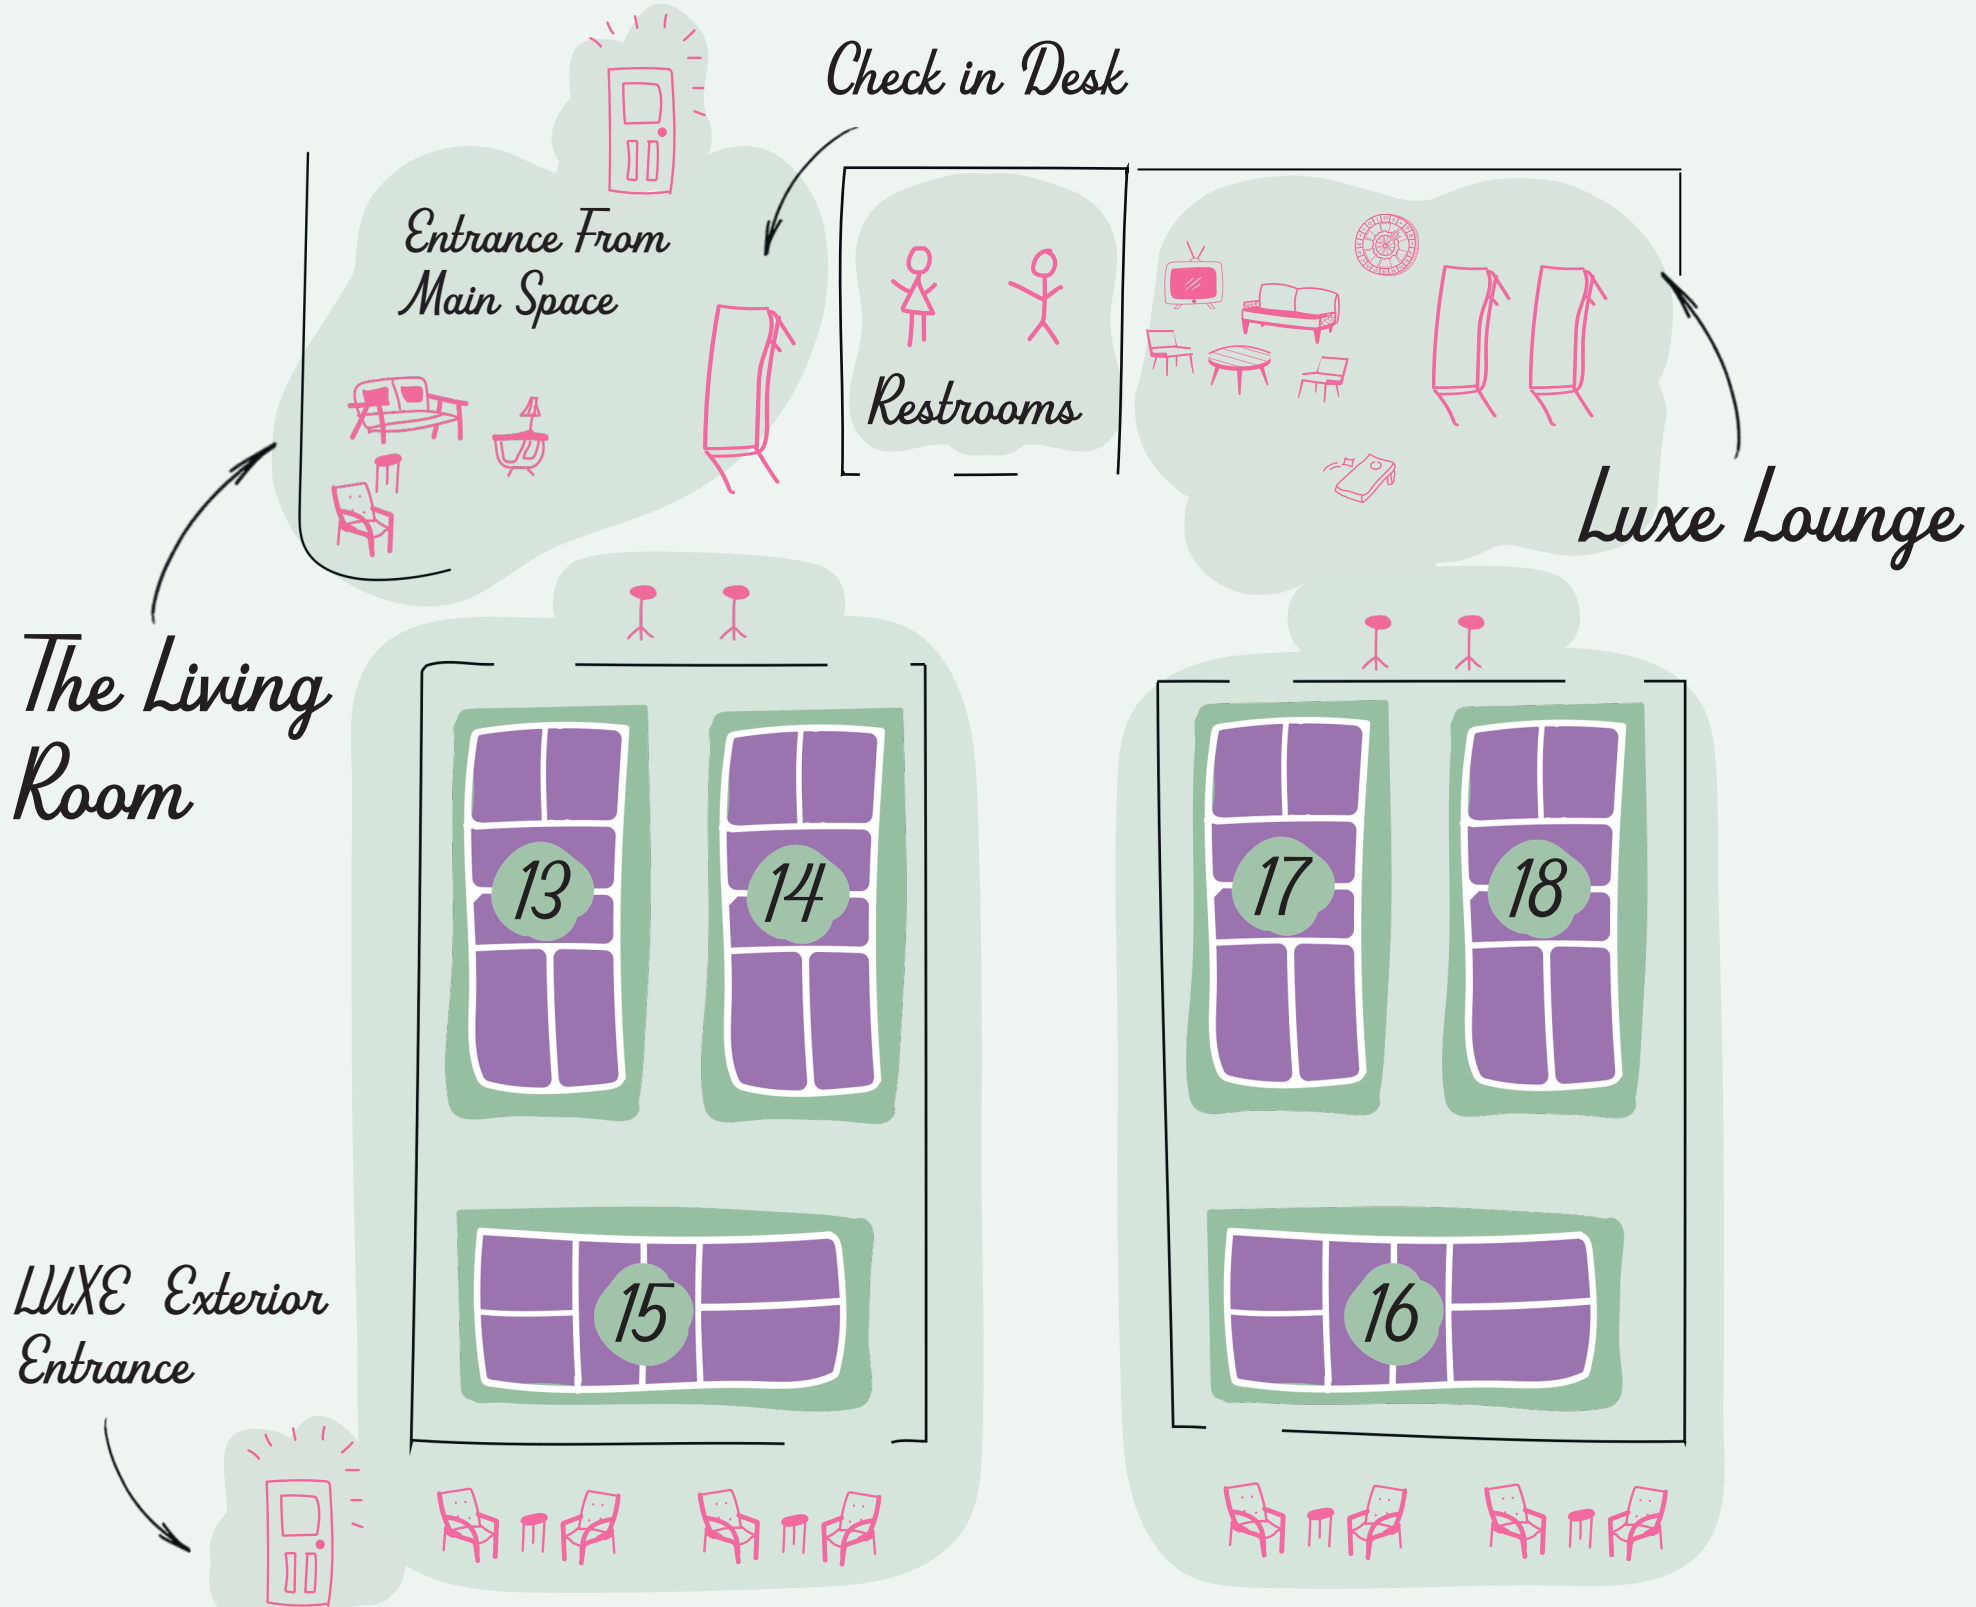 Check in Desk
Entrance From
Main Space
Restrooms
Luxe Lounge
The Living
Room
13
14
17
18
LUXE Exterior
Entrance
15
16